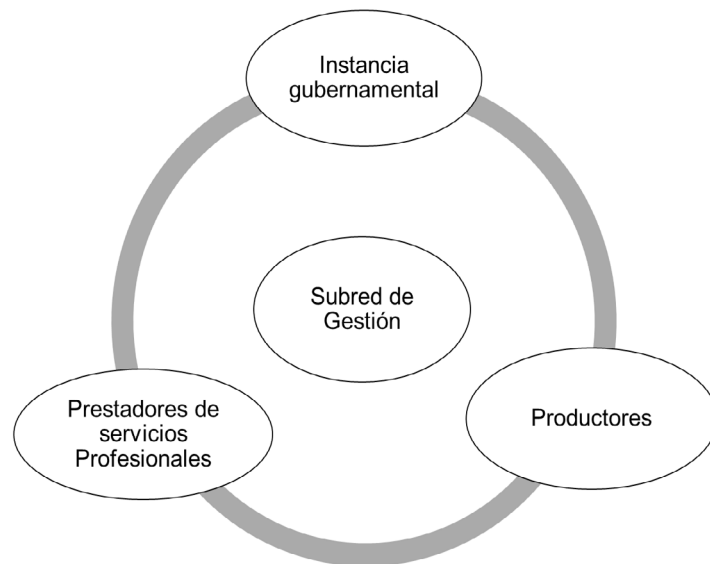 Instancia
gubernamental
Subred de
Gestión
Productores
Prestadores de
servicios
Profesionales